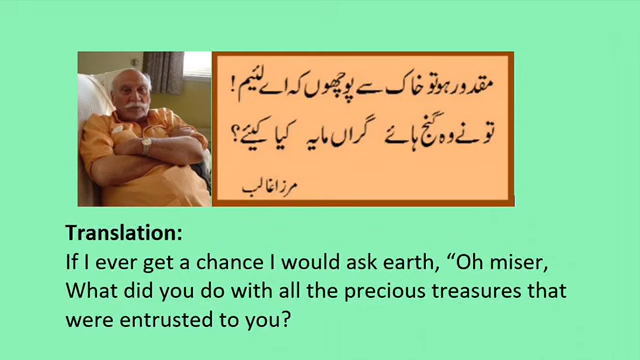 مقدور ہو تو خاک سے پوچھوں کہ اے لئیم!
تو نے وہ گنج ہائے گراں مایہ کیا کیئے؟
مرزا غالب
Translation:
If I ever get a chance I would ask earth, “Oh miser,
What did you do with all the precious treasures that
were entrusted to you?